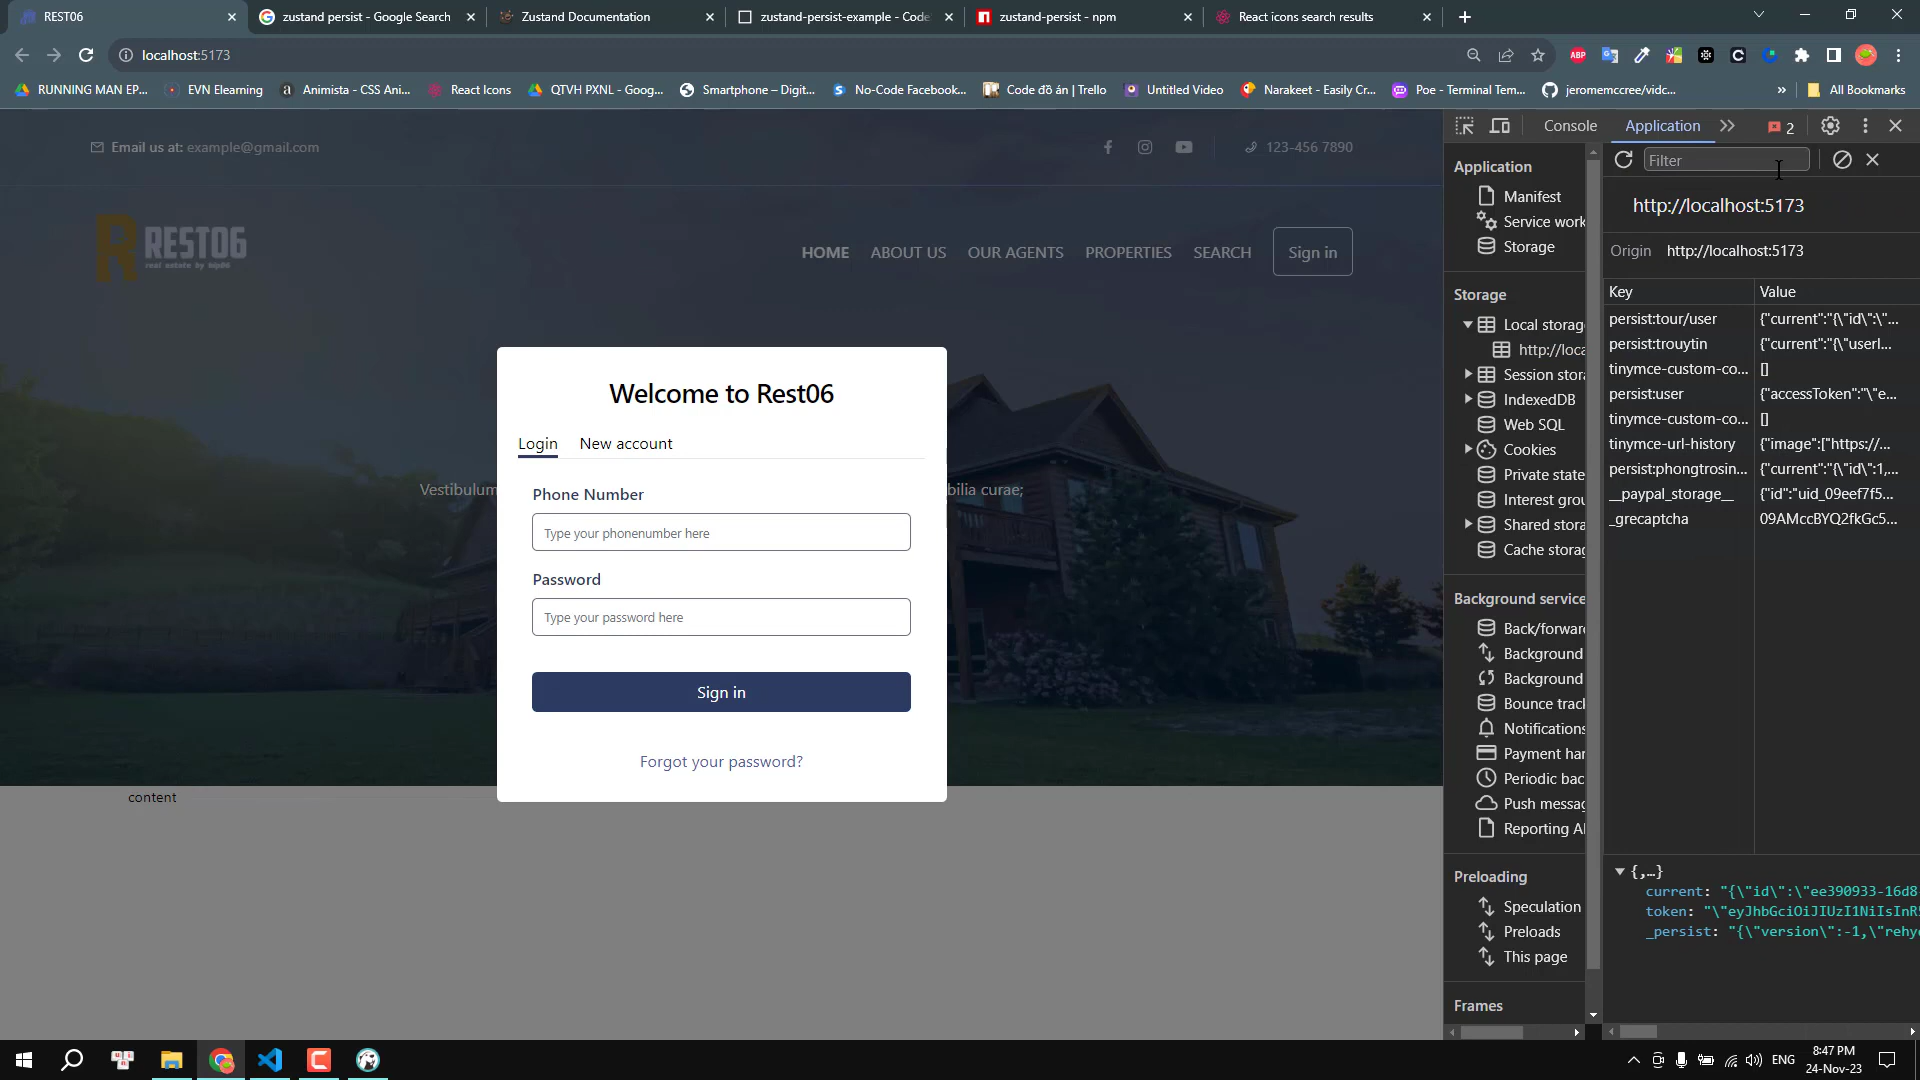 REST06
zustand persist - Google Search
Zustand Documentation
zustand-persist-example - Code
zustand-persist - npm
React icons search results
localhost:5173
ABP
RUNNING MAN EP...
EVN Elearning
Animista - CSS Ani...
React Icons
QTVH PXNL - Goog...
Smartphone – Digit...
No-Code Facebook...
Code đồ án | Trello
Untitled Video
Narakeet - Easily Cr...
Poe - Terminal Tem...
jeromemccree/vidc...
All Bookmarks
Email us at: example@gmail.com
123-456 7890
REST06
real estate by
HOME
ABOUT US
OUR AGENTS
PROPERTIES
SEARCH
Sign in
Welcome to Rest06
Login
New account
Vestibulum
bilia curae;
Phone Number
Type your phonenumber here
Password
Type your password here
Sign in
Forgot your password?
content
Console
Application
2
Application
Manifest
Service work
Storage
Storage
Local storag
http://loca
Session stora
IndexedDB
Web SQL
Cookies
Private state
Interest grou
Shared stora
Cache storag
Background service
Back/forwar
Background
Background
Bounce track
Notifications
Payment han
Periodic bac
Push messag
Reporting A
Preloading
Speculation
Preloads
This page
Frames
Filter
http://localhost:5173
Origin http://localhost:5173
Key Value
persist:tour/user {"current":"{\"id\":\"...
persist:trouytin {"current":"{\"userI...
tinymce-custom-co... []
persist:user {"accessToken":"\"e...
tinymce-custom-co... []
tinymce-url-history {"image":["https://...
persist:phongtrosin... {"current":"{\"id\":1,...
__paypal_storage__ {"id":"uid_09eef7f5...
_grecaptcha 09AMccBYQ2fkGc5...
{,…}
current: "{\"id\":\"ee390933-16d8
token: "\"eyJhbGciOiJIUzI1NiIsInR5
_persist: "{\"version\":-1,\"rehy
ENG
8:47 PM
24-Nov-23